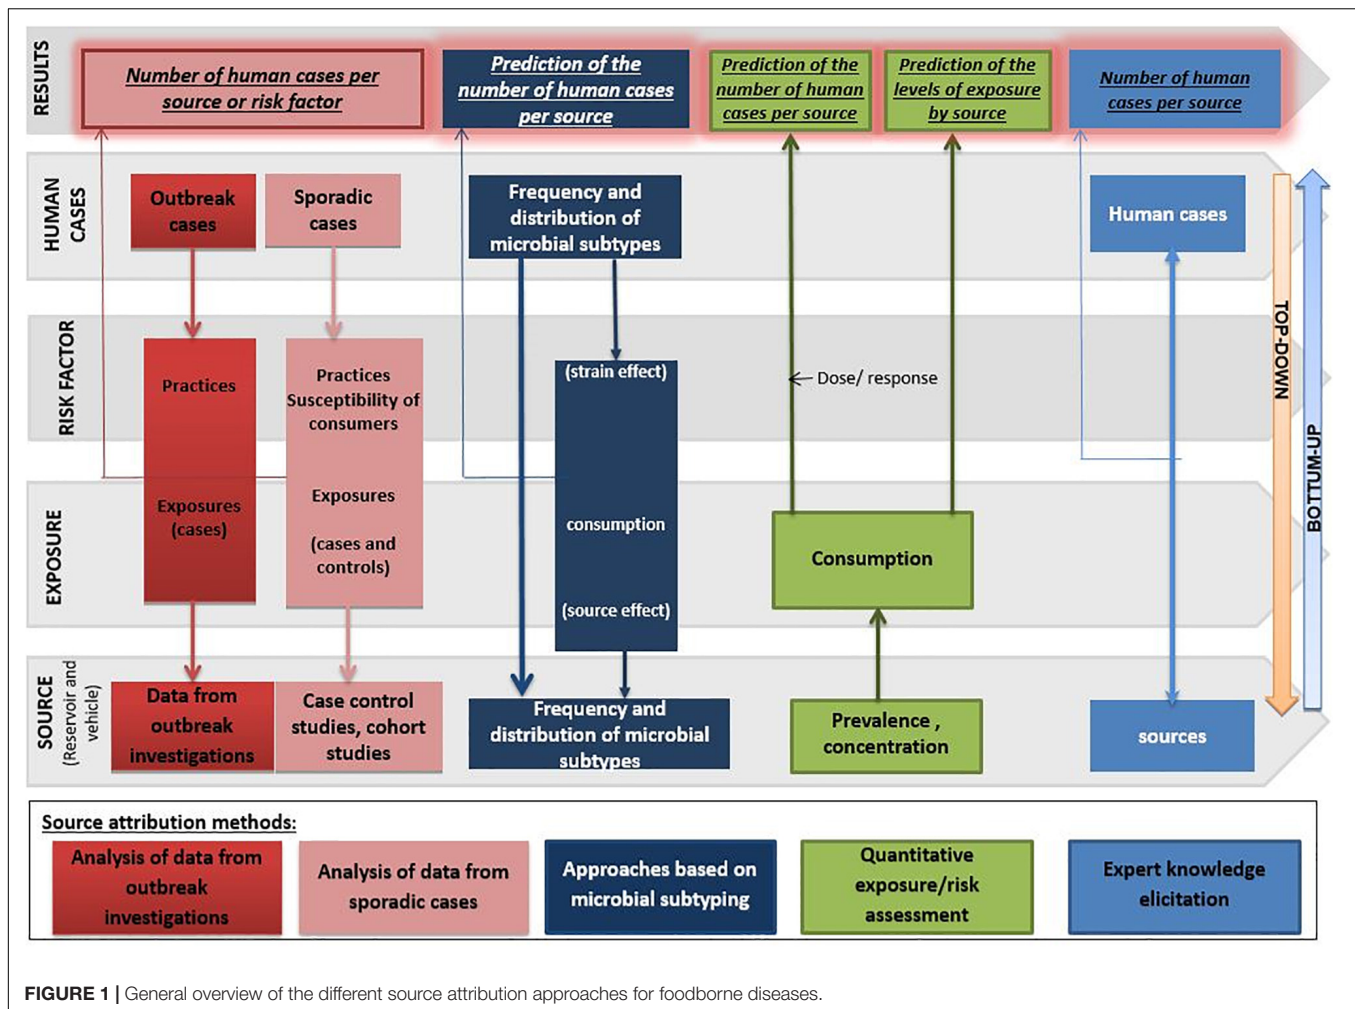 RESULTS
Number of human cases per
source or risk factor
Prediction of the
number of human cases
per source
Prediction of the
number of human
cases per source
Prediction of the
levels of exposure
by source
Number of human
cases per source
HUMAN
CASES
Outbreak
cases
Sporadic
cases
Frequency and
distribution of
microbial subtypes
Human cases
RISK FACTOR
Practices
Practices
Susceptibility of
consumers
(strain effect)
Dose/ response
TOP-DOWN
BOTTUM-UP
EXPOSURE
Exposures
(cases)
Exposures
(cases and
controls)
consumption
(source effect)
Consumption
SOURCE
(Reservoir and
vehicle)
Data from
outbreak
investigations
Case control
studies, cohort
studies
Frequency and
distribution of microbial
subtypes
Prevalence ,
concentration
sources
Source attribution methods:
Analysis of data from
outbreak
investigations
Analysis of data from
sporadic cases
Approaches based on
microbial subtyping
Quantitative
exposure/risk
assessment
Expert knowledge
elicitation
FIGURE 1 | General overview of the different source attribution approaches for foodborne diseases.